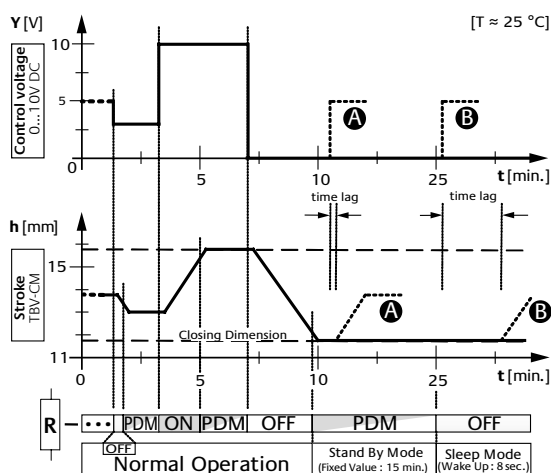 Y [V]
[T ≈ 25 °C]
Control voltage
0...10V DC
10
5
0
A
B
5
10
25
t [min.]
time lag
time lag
h [mm]
Stroke
TBV-CM
15
11
Closing Dimension
A
B
0
5
10
25
t [min.]
R
PDM
ON
PDM
OFF
PDM
OFF
OFF
Normal Operation
Stand By Mode
(Fixed Value : 15 min.)
Sleep Mode
(Wake Up : 8 sec.)